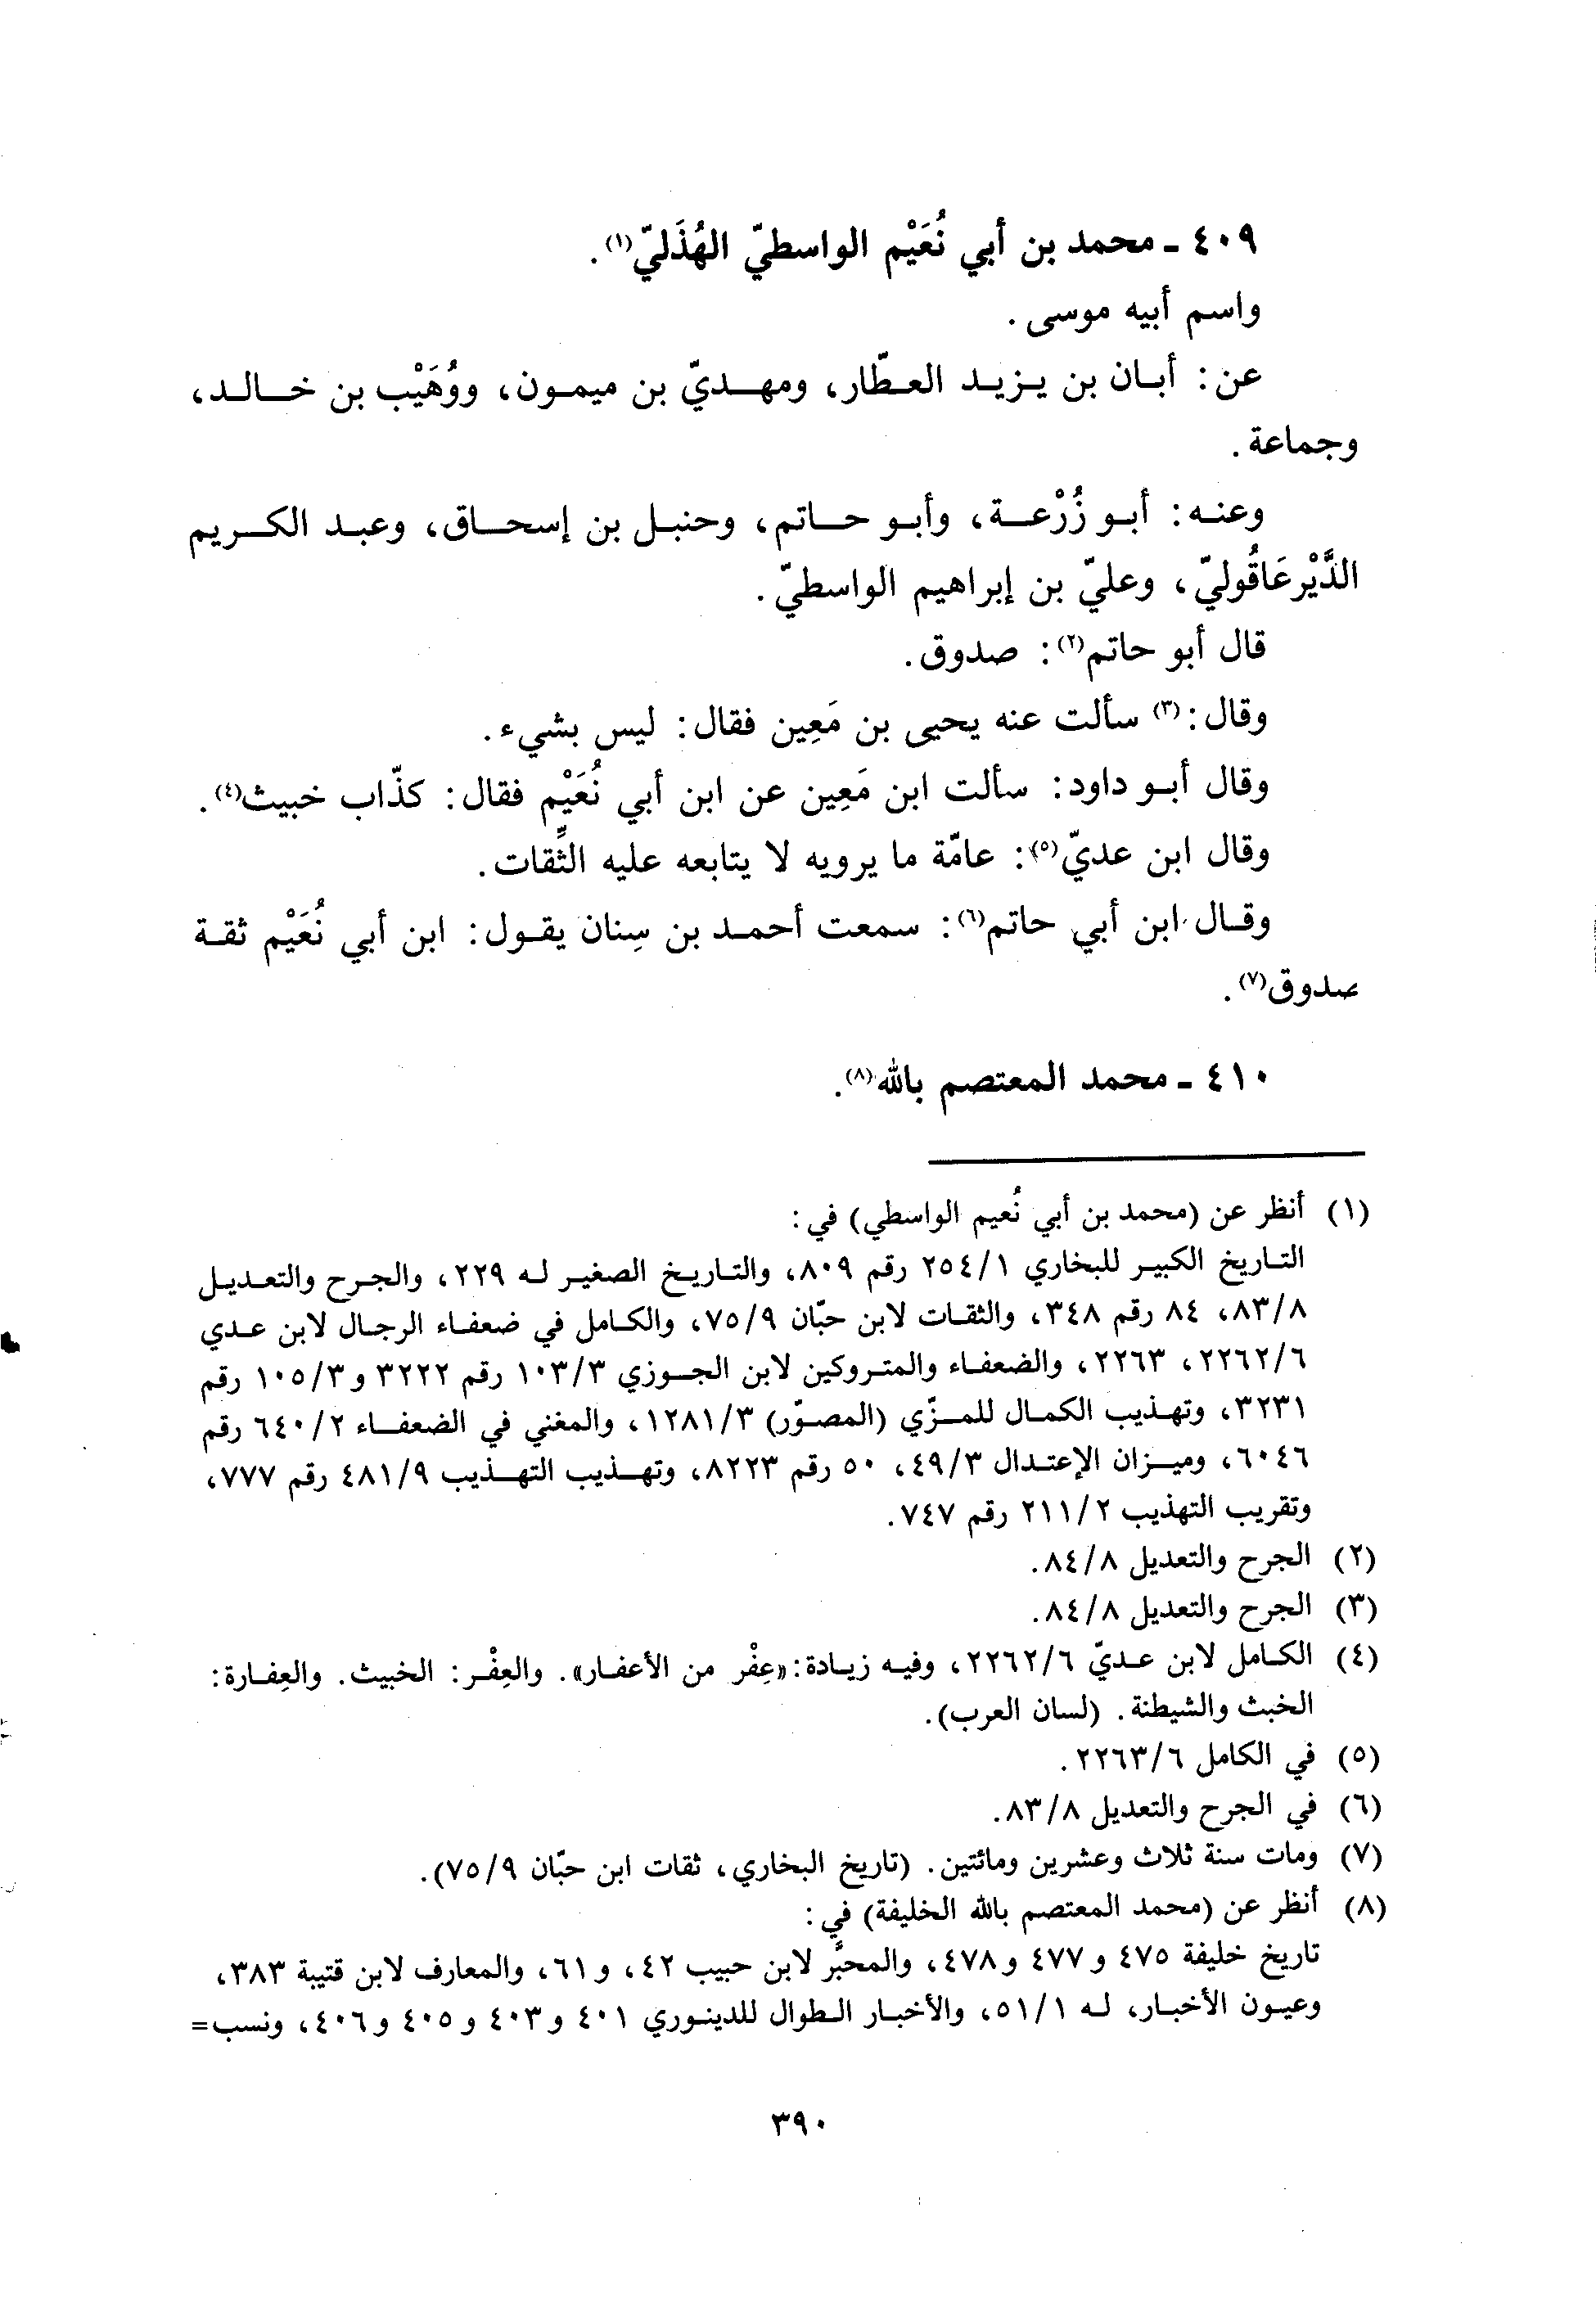 ٤٠٩ - محمد بن أبي نُعَيْم الواسطيّ الهُذَليّ(١).
واسم أبيه موسى.
عن: أبان بن يزيد العطّار، ومهديّ بن ميمون، ووُهَيْب بن خالد،
وجماعة.
وعنه: أبو زُرْعة، وأبو حاتم، وحنبل بن إسحاق، وعبد الكريم
الدَّيْرعَاقُوليّ، وعليّ بن إبراهيم الواسطيّ.
قال أبو حاتم(٢): صدوق.
وقال:(٣) سألت عنه يحيى بن مَعِين فقال: ليس بشيء.
وقال أبو داود: سألت ابن مَعِين عن ابن أبي نُعَيْم فقال: كذّاب خبيث(٤).
وقال ابن عديّ(٥): عامّة ما يرويه لا يتابعه عليه الثِّقات.
وقال ابن أبي حاتم(٦): سمعت أحمد بن سِنان يقول: ابن أبي نُعَيْم ثقة
صدوق(٧).
٤١٠ - محمد المعتصم بالله(٨).
(١) أنظر عن (محمد بن أبي نُعيم الواسطي) في:
التاريخ الكبير للبخاري ٢٥٤/١ رقم ٨٠٩، والتاريخ الصغير له ٢٢٩، والجرح والتعديل
٨٣/٨، ٨٤ رقم ٣٤٨، والثقات لابن حبّان ٧٥/٩، والكامل في ضعفاء الرجال لابن عدي
٢٢٦٢/٦، ٢٢٦٣، والضعفاء والمتروكين لابن الجوزي ١٠٣/٣ رقم ٣٢٢٢ و١٠٥/٣ رقم
٣٢٣١، وتهذيب الكمال للمزّي (المصوّر) ١٢٨١/٣، والمغني في الضعفاء ٦٤٠/٢ رقم
٦٠٤٦، وميزان الإعتدال ٤٩/٣، ٥٠ رقم ٨٢٢٣، وتهذيب التهذيب ٤٨١/٩ رقم ٧٧٧،
وتقريب التهذيب ٢١١/٢ رقم ٧٤٧.
(٢) الجرح والتعديل ٨٤/٨.
(٣) الجرح والتعديل ٨٤/٨.
(٤) الكامل لابن عديّ ٢٢٦٢/٦، وفيه زيادة: «عِفْر من الأعفار». والعِفْر: الخبيث. والعِفارة:
الخبث والشيطنة. (لسان العرب).
(٥) في الكامل ٢٢٦٣/٦.
(٦) في الجرح والتعديل ٨٣/٨.
(٧) ومات سنة ثلاث وعشرين ومائتين. (تاريخ البخاري، ثقات ابن حبّان ٧٥/٩).
(٨) أنظر عن (محمد المعتصم بالله الخليفة) في:
تاريخ خليفة ٤٧٥ و٤٧٧ و٤٧٨، والمحبَّر لابن حبيب ٤٢، و٦١، والمعارف لابن قتيبة ٣٨٣،
وعيون الأخبار، له ٥١/١، والأخبار الطوال للدينوري ٤٠١ و٤٠٣ و٤٠٥ و٤٠٦، ونسب=
٣٩٠